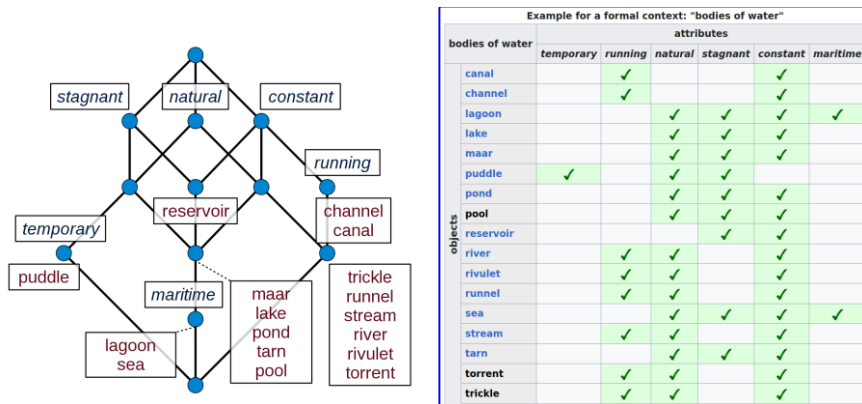 stagnant
natural
constant
running
reservoir
channel
canal
temporary
puddle
maritime
lagoon
sea
maar
lake
pond
tarn
pool
trickle
runnel
stream
river
rivulet
torrent
Example for a formal context: "bodies of water"
bodies of water
attributes
temporary running natural stagnant constant maritime
objects
canal ✓ ✓
channel ✓ ✓
lagoon ✓ ✓ ✓ ✓
lake ✓ ✓ ✓
maar ✓ ✓ ✓
puddle ✓ ✓ ✓
pond ✓ ✓ ✓
pool ✓ ✓ ✓
reservoir ✓ ✓
river ✓ ✓ ✓
rivulet ✓ ✓ ✓
runnel ✓ ✓ ✓
sea ✓ ✓ ✓ ✓
stream ✓ ✓ ✓
tarn ✓ ✓ ✓
torrent ✓ ✓ ✓
trickle ✓ ✓ ✓